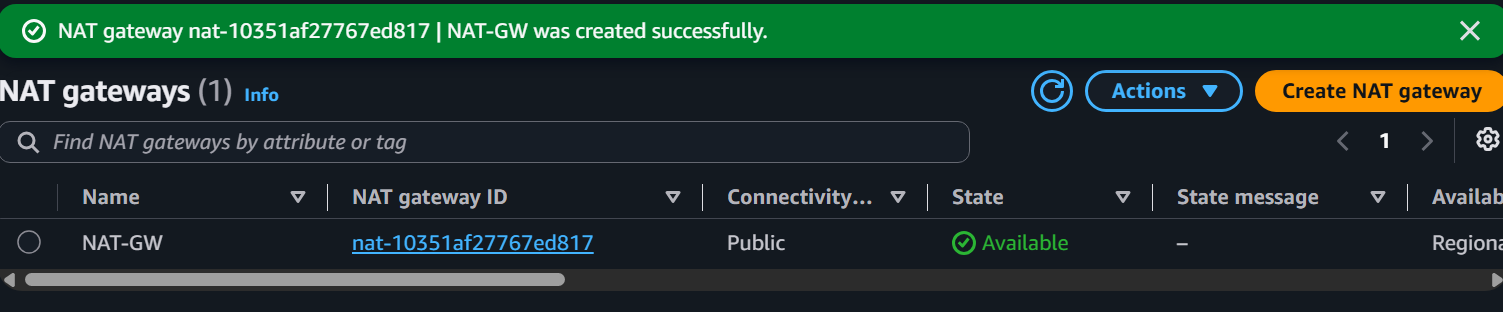 NAT gateway nat-10351af27767ed817 | NAT-GW was created successfully.
NAT gateways (1) Info
Actions
Create NAT gateway
Find NAT gateways by attribute or tag
1
Name NAT gateway ID Connectivity... State State message Availab
NAT-GW nat-10351af27767ed817 Public Available – Regiona